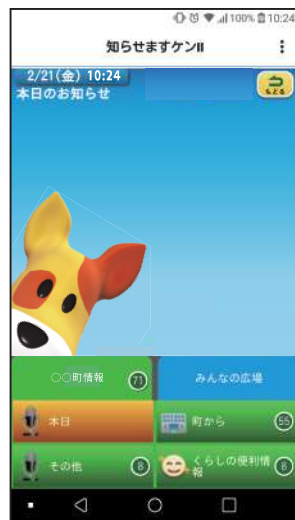 100% 10:24
知らせますケンⅡ
2/21(金) 10:24
もどる
本日のお知らせ
○○町情報 71
みんなの広場
本日
町から 55
その他 8
くらしの便利情報 8